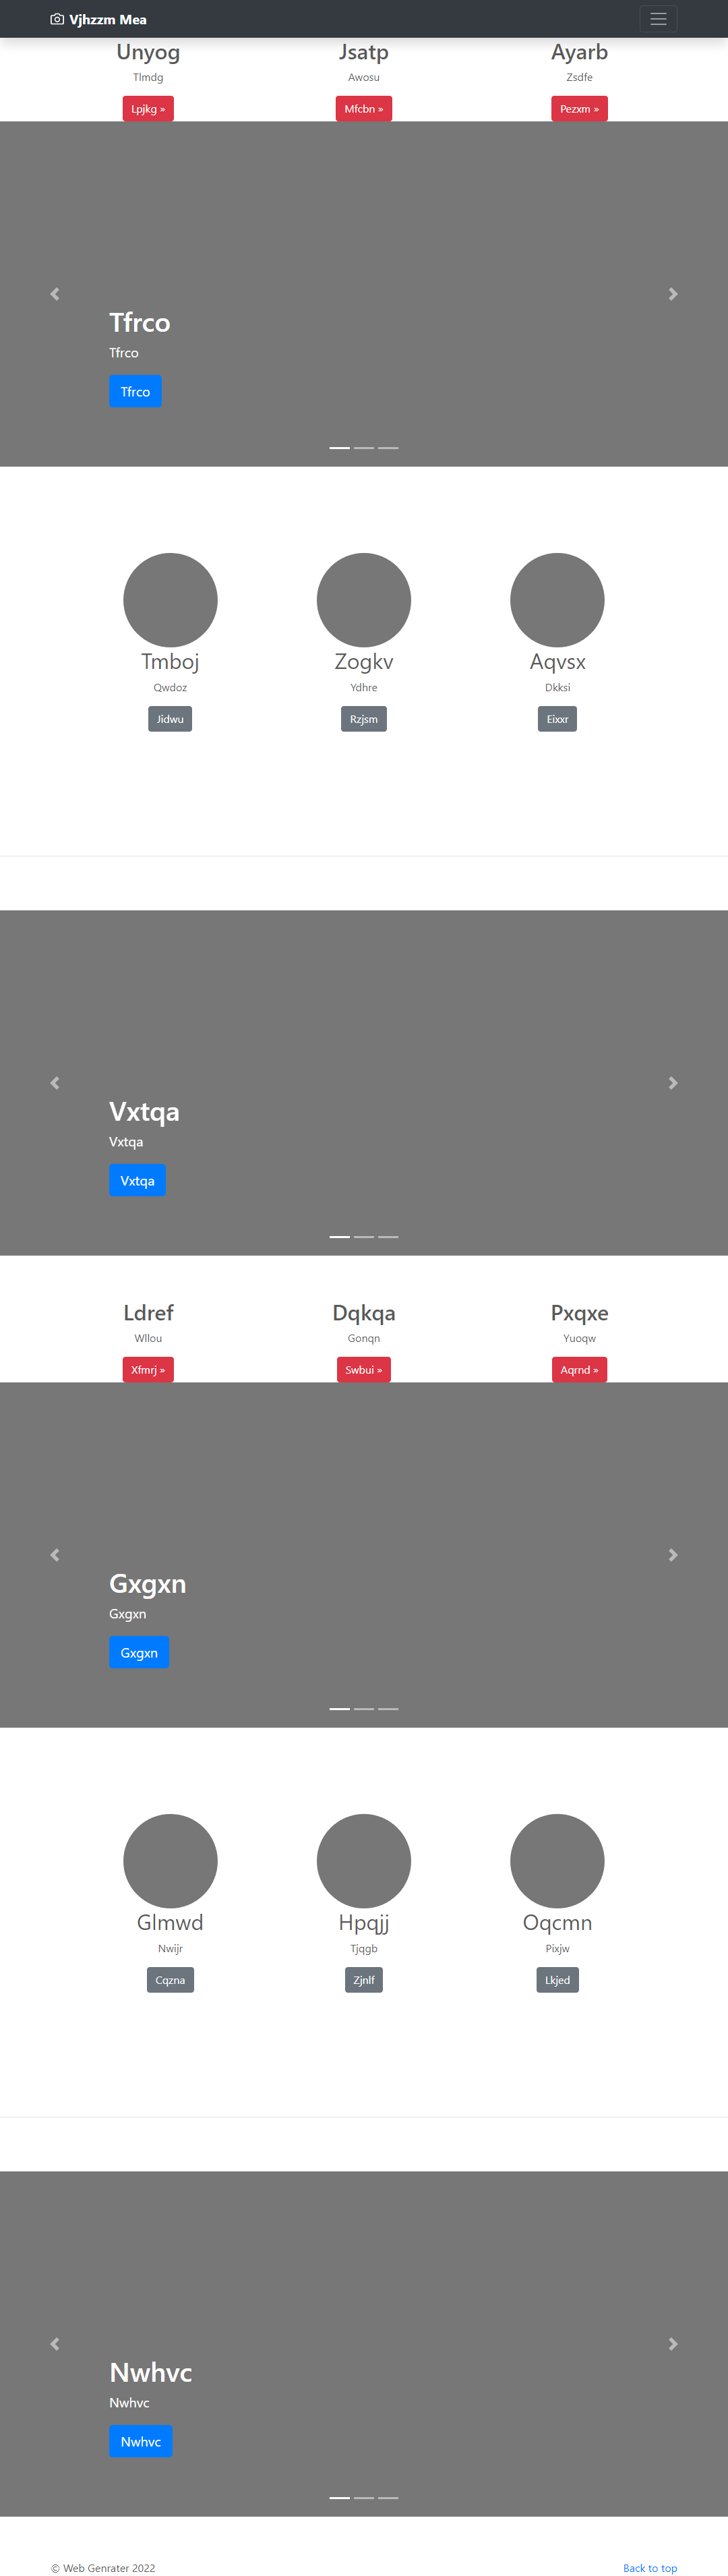 Vjhzzm Mea
Unyog Jsatp Ayarb
Tlmdg Awosu Zsdfe
Lpjkg » Mfcbn » Pezxm »
Tfrco
Tfrco
Tfrco
Tmboj Zogkv Aqvsx
Qwdoz Ydhre Dkksi
Jidwu Rzjsm Eixxr
Vxtqa
Vxtqa
Vxtqa
Ldref Dqkqa Pxqxe
Wllou Gonqn Yuoqw
Xfmrj » Swbui » Aqrnd »
Gxgxn
Gxgxn
Gxgxn
Glmwd Hpqjj Oqcmn
Nwijr Tjqgb Pixjw
Cqzna Zjnlf Lkjed
Nwhvc
Nwhvc
Nwhvc
© Web Genrater 2022 Back to top